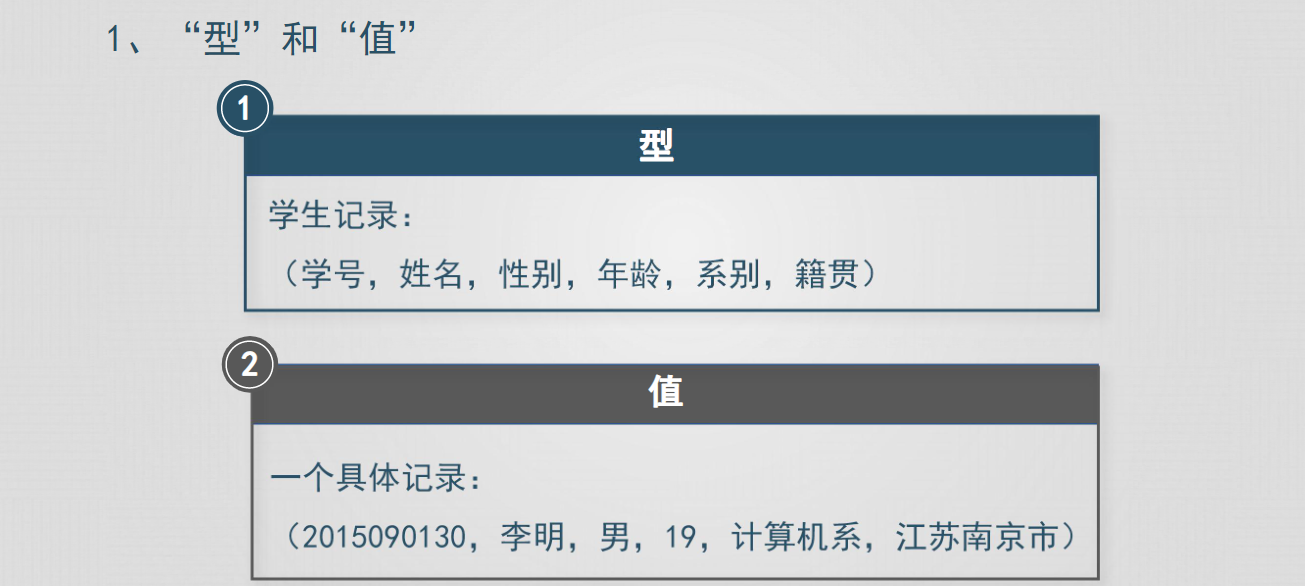 1、“型”和“值”
1
型
学生记录：
（学号，姓名，性别，年龄，系别，籍贯）
2
值
一个具体记录：
（2015090130，李明，男，19，计算机系，江苏南京市）